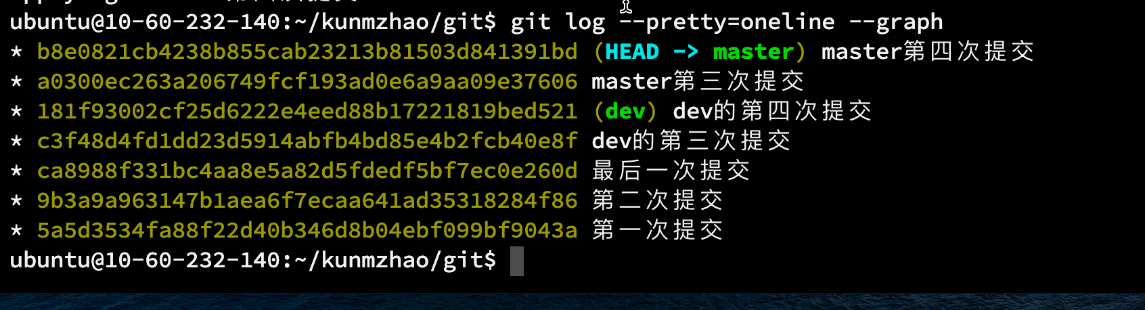 ubuntu@10-60-232-140:~/kunmzhao/git$ git log --pretty=oneline --graph
* b8e0821cb4238b855cab23213b81503d841391bd (HEAD -> master) master第四次提交
* a0300ec263a206749fcf193ad0e6a9aa09e37606 master第三次提交
* 181f93002cf25d6222e4eed88b17221819bed521 (dev) dev的第四次提交
* c3f48d4fd1dd23d5914abfb4bd85e4b2fcb40e8f dev的第三次提交
* ca8988f331bc4aa8e5a82d5fdedf5bf7ec0e260d 最后一次提交
* 9b3a9a963147b1aea6f7ecaa641ad35318284f86 第二次提交
* 5a5d3534fa88f22d40b346d8b04ebf099bf9043a 第一次提交
ubuntu@10-60-232-140:~/kunmzhao/git$